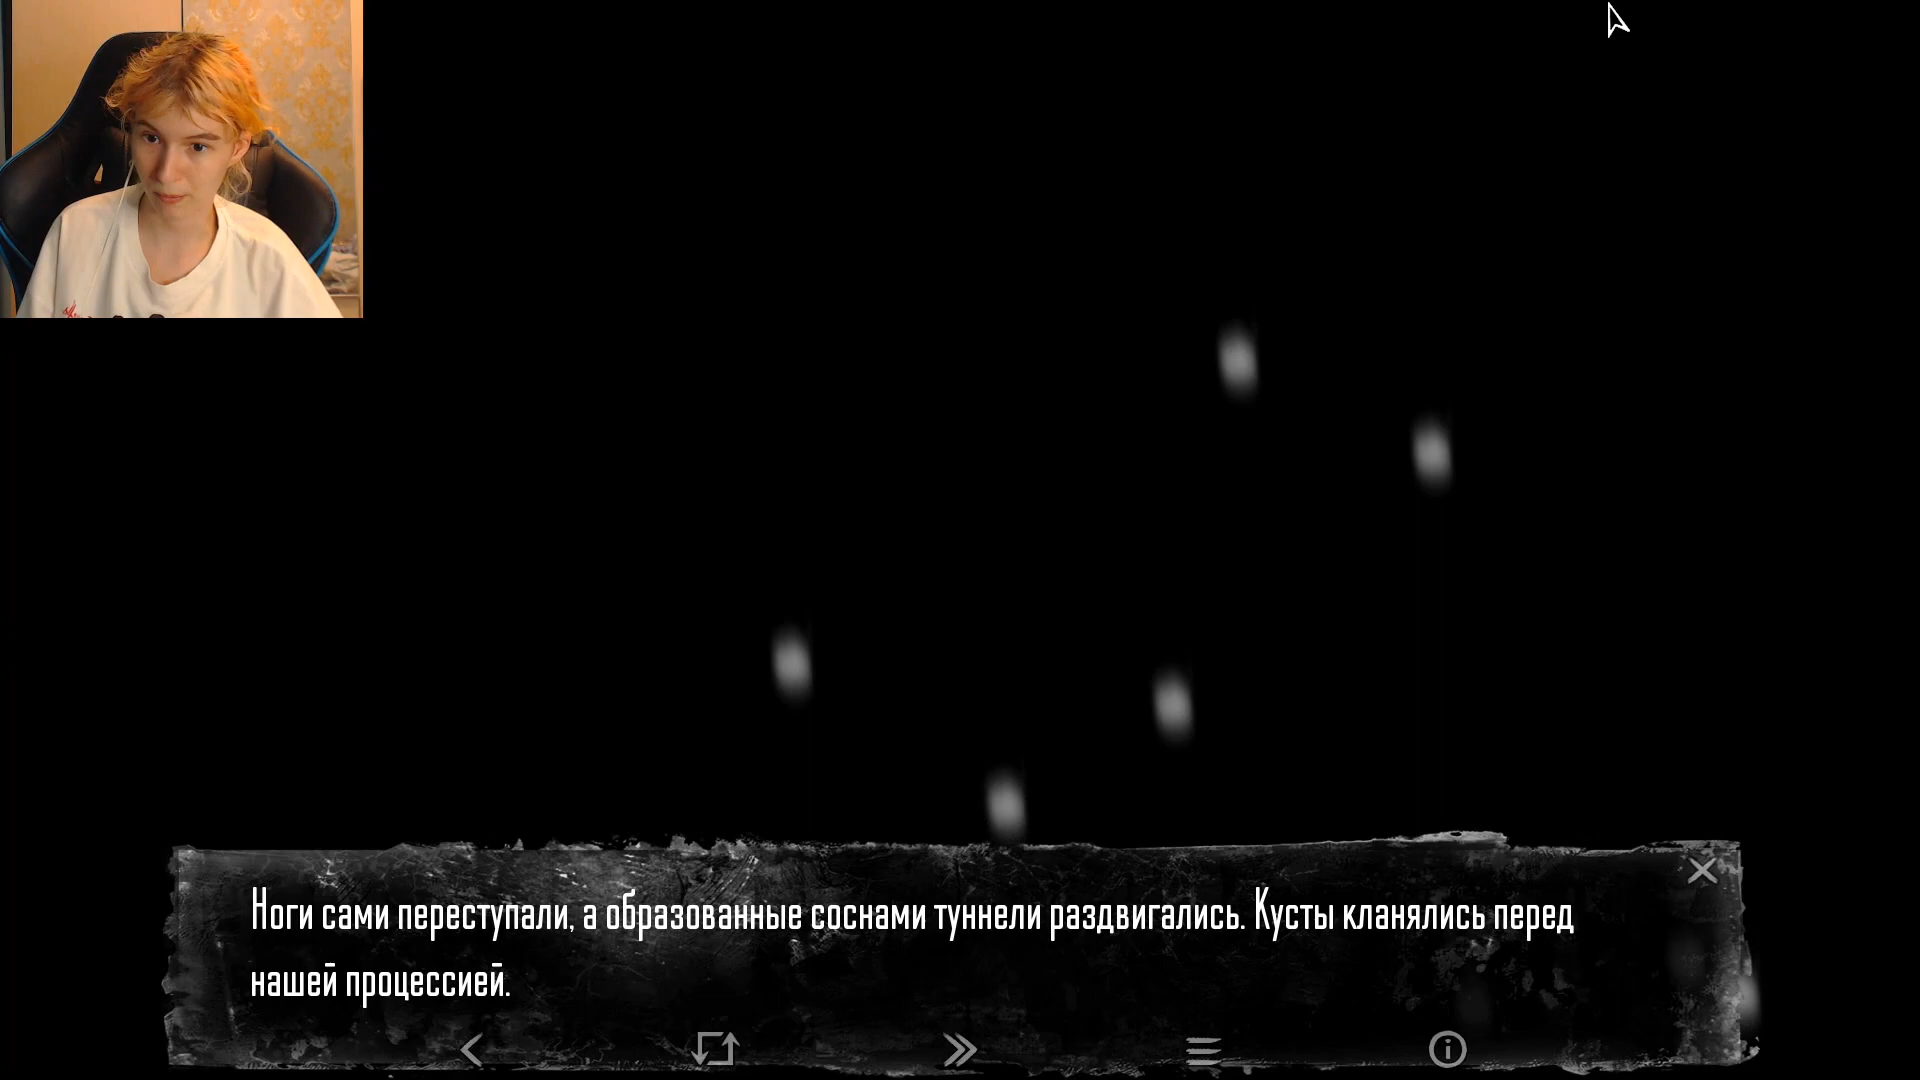 Ноги сами переступали, а образованные соснами туннели раздвигались. Кусты кланялись перед
нашей процессией.